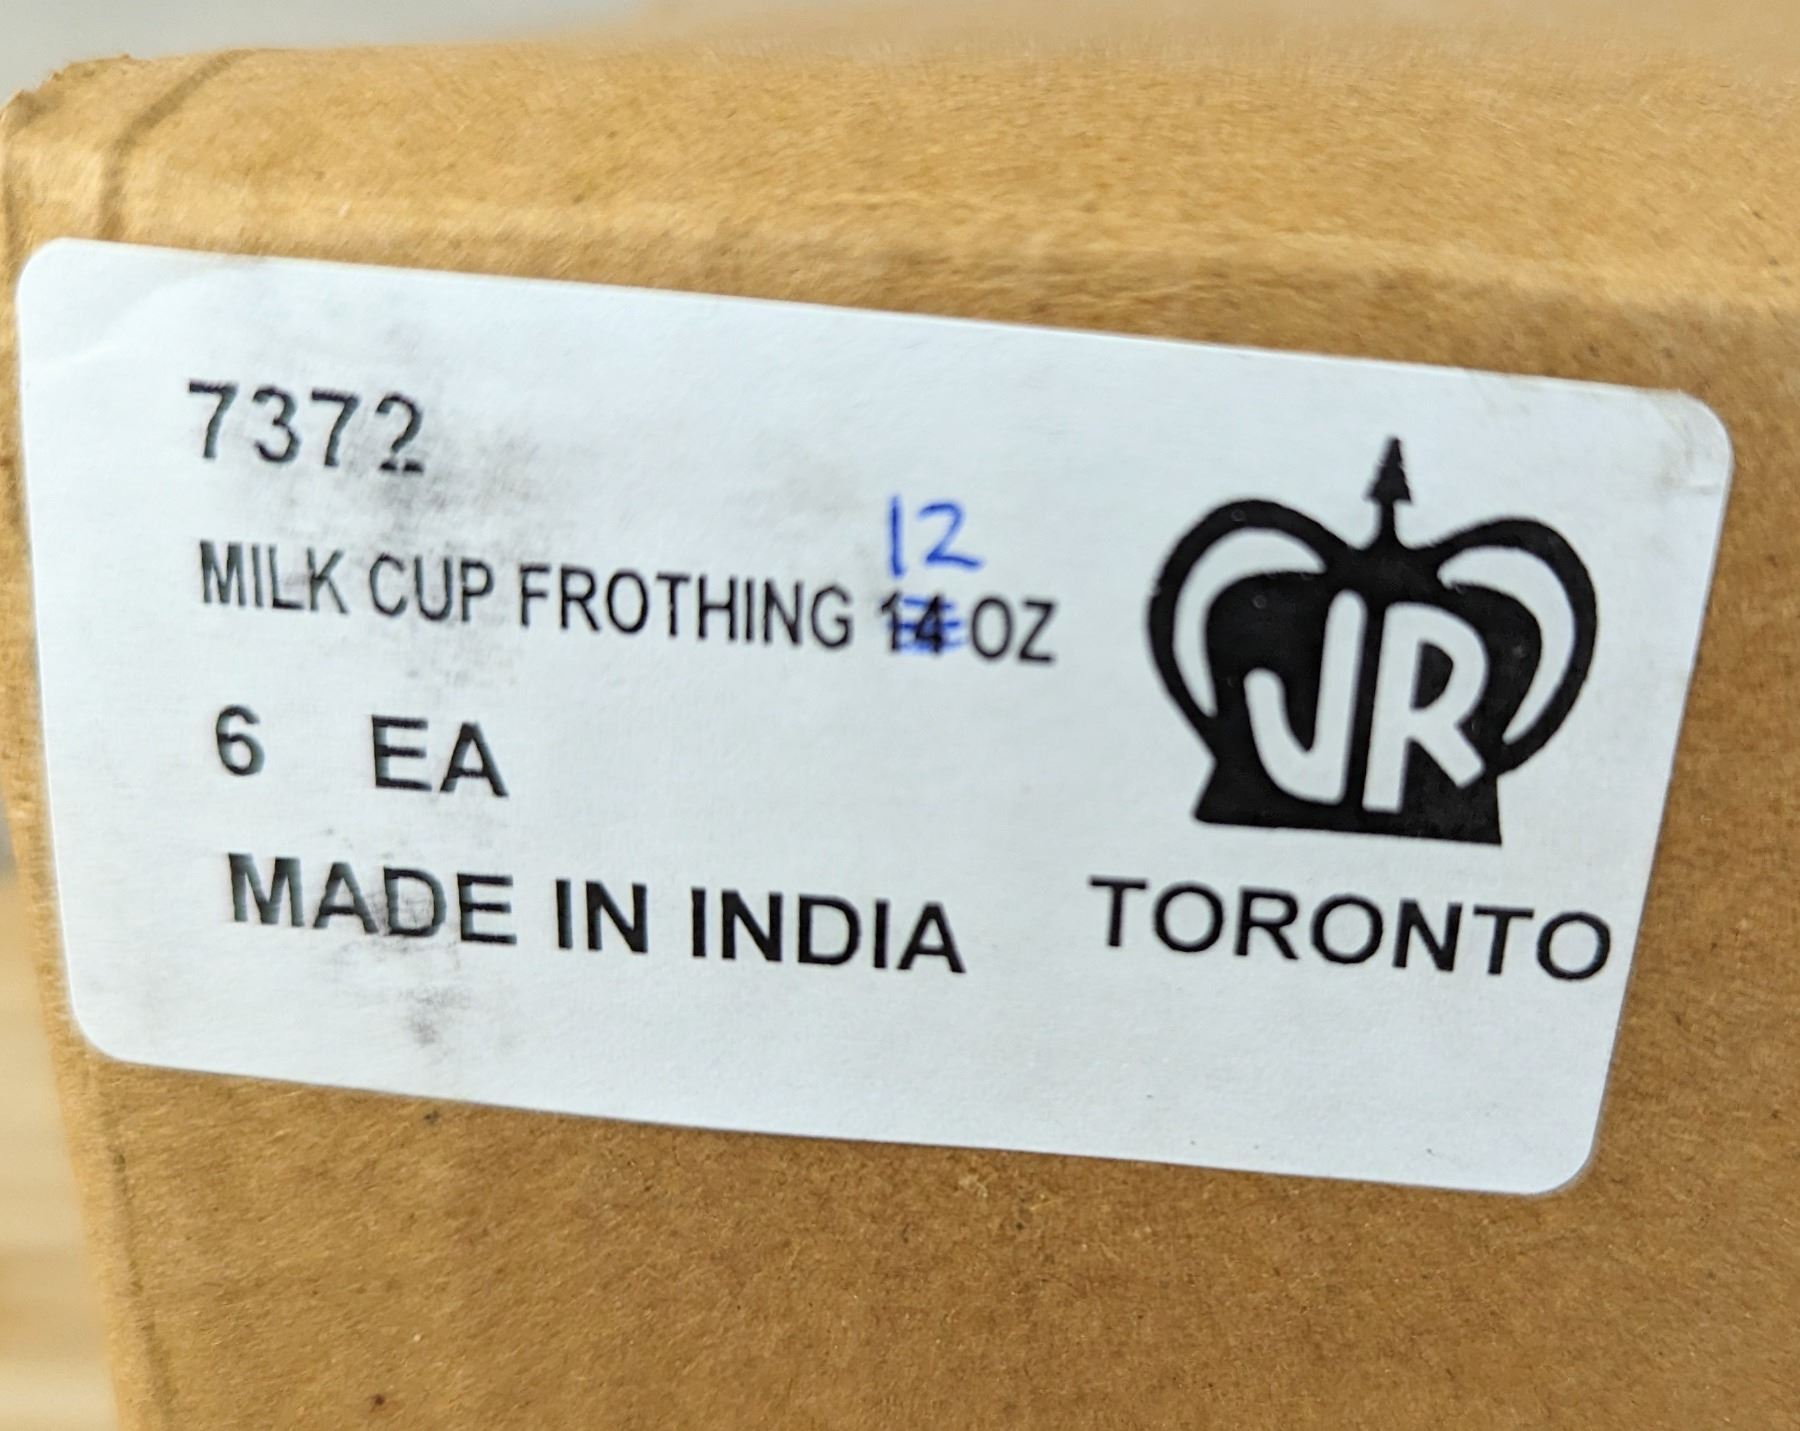 7372
12
MILK CUP FROTHING 14 OZ
6 EA
MADE IN INDIA
JR
TORONTO